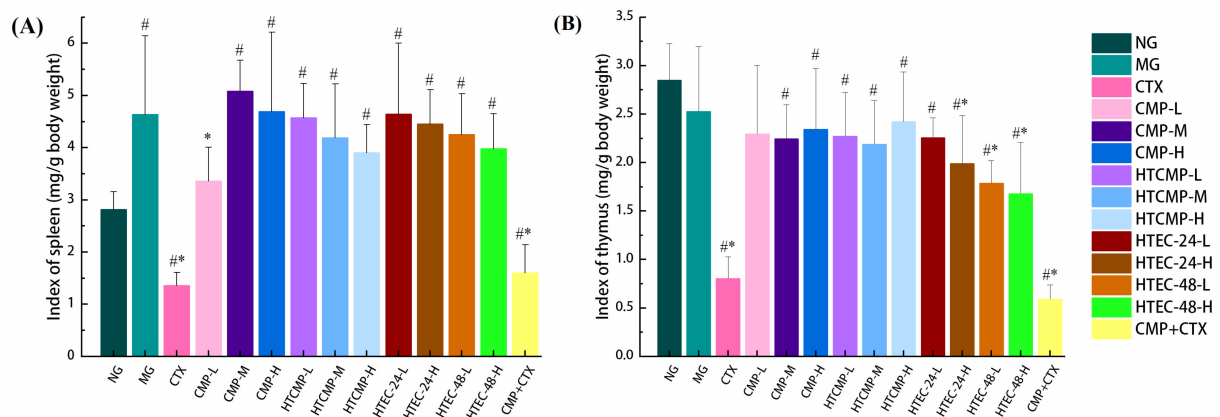 (A)
Index of spleen (mg/g body weight)
6
5
4
3
2
1
0
#
#*
*
#
#
#
#
#
#
#
#
#
#*
NG
MG
CTX
CMP-L
CMP-M
CMP-H
HTCMP-L
HTCMP-M
HTCMP-H
HTEC-24-L
HTEC-24-H
HTEC-48-L
HTEC-48-H
CMP+CTX
(B)
Index of thymus (mg/g body weight)
3.5
3.0
2.5
2.0
1.5
1.0
0.5
0.0
#*
#
#
#
#
#
#
#*
#*
#*
#*
NG
MG
CTX
CMP-L
CMP-M
CMP-H
HTCMP-L
HTCMP-M
HTCMP-H
HTEC-24-L
HTEC-24-H
HTEC-48-L
HTEC-48-H
CMP+CTX
NG
MG
CTX
CMP-L
CMP-M
CMP-H
HTCMP-L
HTCMP-M
HTCMP-H
HTEC-24-L
HTEC-24-H
HTEC-48-L
HTEC-48-H
CMP+CTX